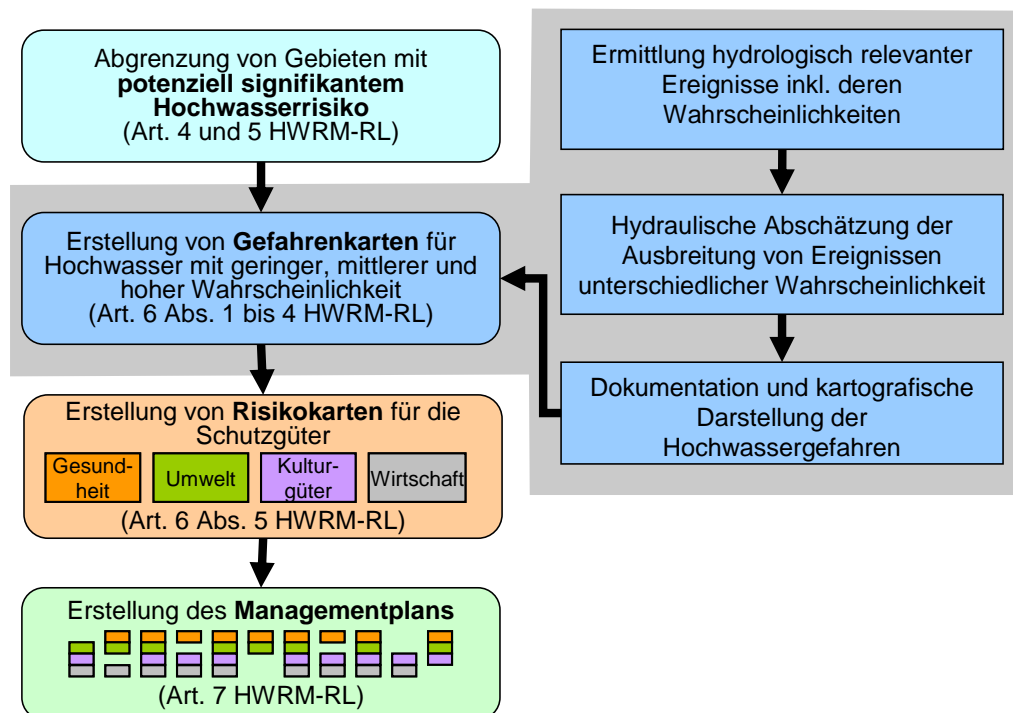 Abgrenzung von Gebieten mit
potenziell signifikantem
Hochwasserrisiko
(Art. 4 und 5 HWRM-RL)
Erstellung von Gefahrenkarten für
Hochwasser mit geringer, mittlerer und
hoher Wahrscheinlichkeit
(Art. 6 Abs. 1 bis 4 HWRM-RL)
Erstellung von Risikokarten für die
Schutzgüter
Gesund-
heit
Umwelt
Kultur-
güter
Wirtschaft
(Art. 6 Abs. 5 HWRM-RL)
Erstellung des Managementplans
(Art. 7 HWRM-RL)
Ermittlung hydrologisch relevanter
Ereignisse inkl. deren
Wahrscheinlichkeiten
Hydraulische Abschätzung der
Ausbreitung von Ereignissen
unterschiedlicher Wahrscheinlichkeit
Dokumentation und kartografische
Darstellung der
Hochwassergefahren